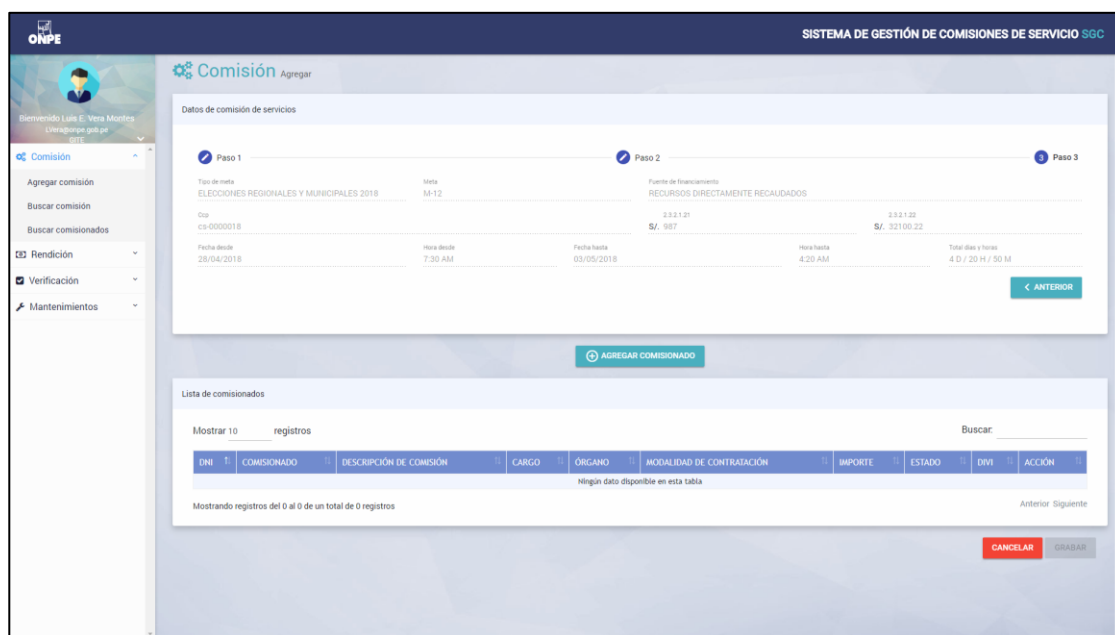 ONPE
SISTEMA DE GESTIÓN DE COMISIONES DE SERVICIO SGC
Bienvenido Luis E. Vera Montes
LVera@onpe.gob.pe
Comisión
Agregar comisión
Buscar comisión
Buscar comisionados
Rendición
Verificación
Mantenimientos
Comisión Agregar
Datos de comisión de servicios
Paso 1 Paso 2 3 Paso 3
Tipo de meta Meta Fuente de financiamiento
ELECCIONES REGIONALES Y MUNICIPALES 2018 M-12 RECURSOS DIRECTAMENTE RECAUDADOS
Ccp 2.3.2.1.21 2.3.2.1.22
cs-0000018 S/. 987 S/. 32100.22
Fecha desde Hora desde Fecha hasta Hora hasta Total días y horas
28/04/2018 7:30 AM 03/05/2018 4:20 AM 4 D / 20 H / 50 M
ANTERIOR
AGREGAR COMISIONADO
Lista de comisionados
Mostrar 10 registros Buscar:
DNI COMISIONADO DESCRIPCIÓN DE COMISIÓN CARGO ÓRGANO MODALIDAD DE CONTRATACIÓN IMPORTE ESTADO DIVI ACCIÓN
Ningún dato disponible en esta tabla
Mostrando registros del 0 al 0 de un total de 0 registros Anterior Siguiente
CANCELAR GRABAR